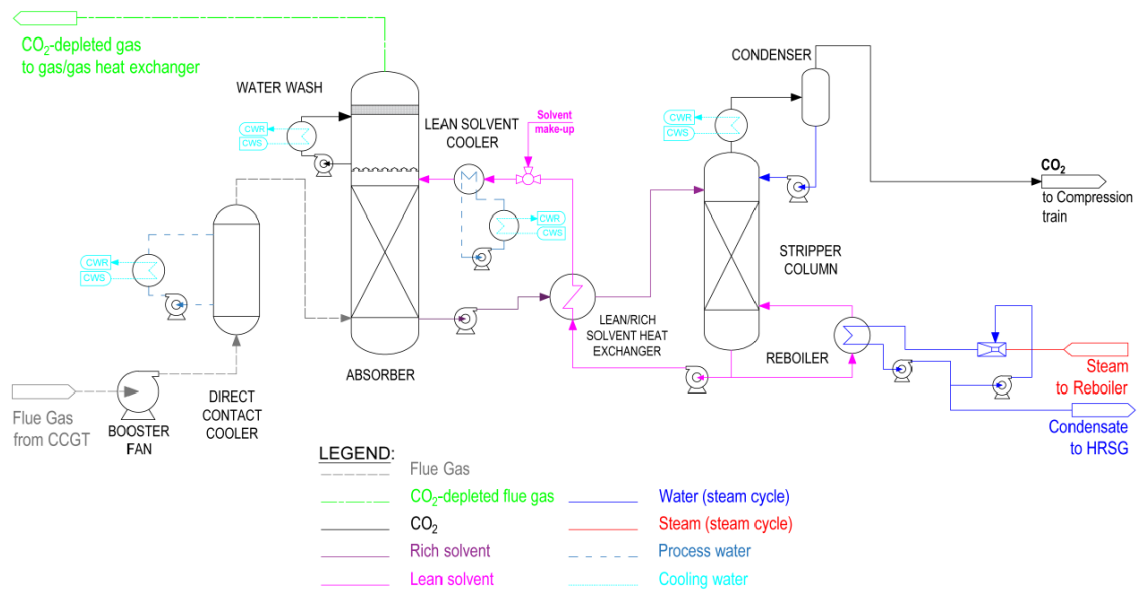 CO₂-depleted gas
to gas/gas heat exchanger
WATER WASH
CWR
CWS
LEAN SOLVENT
COOLER
Solvent
make-up
CWR
CWS
CONDENSER
CWR
CWS
CO₂
to Compression
train
CWR
CWS
STRIPPER
COLUMN
LEAN/RICH
SOLVENT HEAT
EXCHANGER
REBOILER
Steam
to Reboiler
Condensate
to HRSG
ABSORBER
DIRECT
CONTACT
COOLER
Flue Gas
from CCGT
BOOSTER
FAN
LEGEND:
Flue Gas
CO₂-depleted flue gas
CO₂
Rich solvent
Lean solvent
Water (steam cycle)
Steam (steam cycle)
Process water
Cooling water